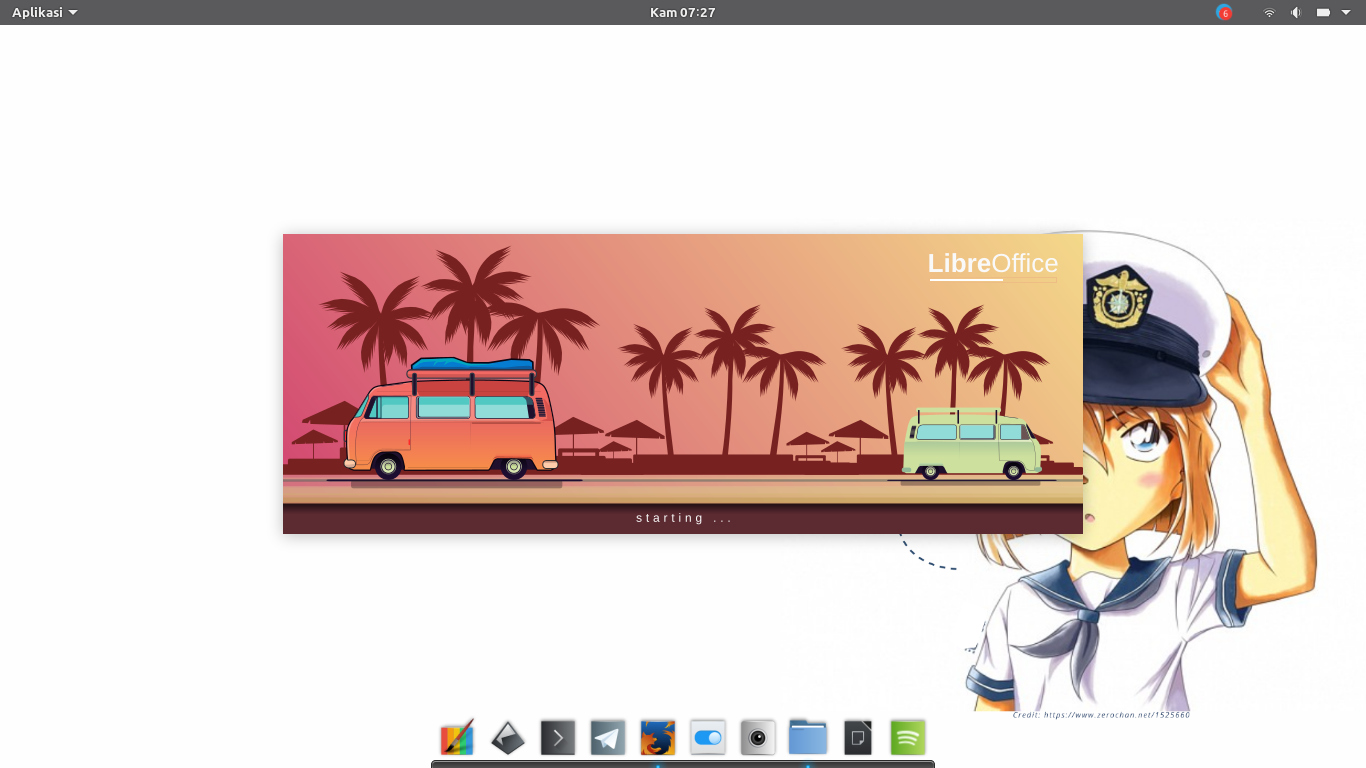 Aplikasi
Kam 07:27
6
LibreOffice
starting ...
Credit: https://www.zerochan.net/1525660